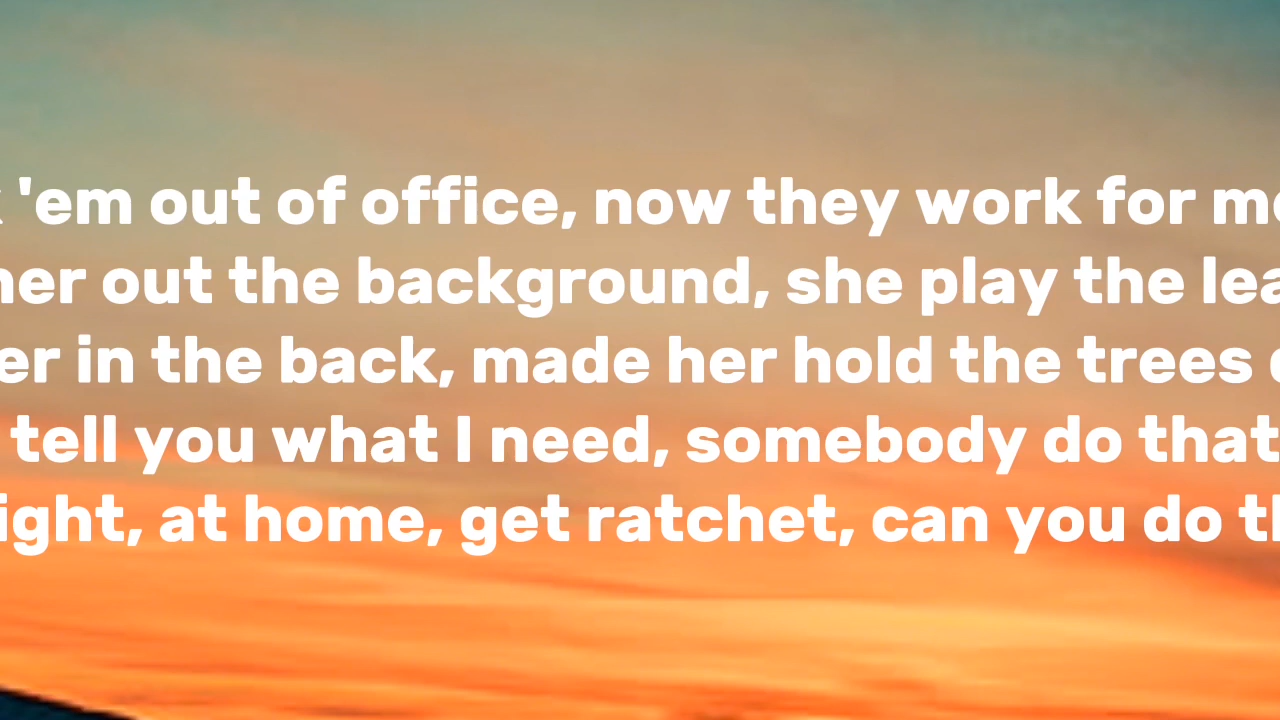 'em out of office, now they work for me
her out the background, she play the lea
er in the back, made her hold the trees
tell you what I need, somebody do that
ight, at home, get ratchet, can you do th